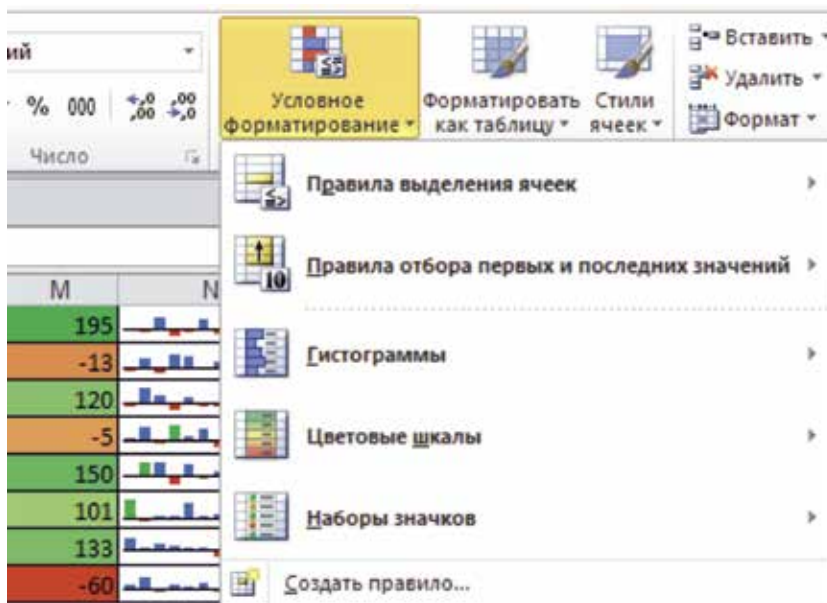 ий
% 000
,0 ,00
,00 ,0
Число
Условное форматирование
Форматировать как таблицу
Стили ячеек
Вставить
Удалить
Формат
Правила выделения ячеек
Правила отбора первых и последних значений
Гистограммы
Цветовые шкалы
Наборы значков
Создать правило...
M N
195
-13
120
-5
150
101
133
-60
10